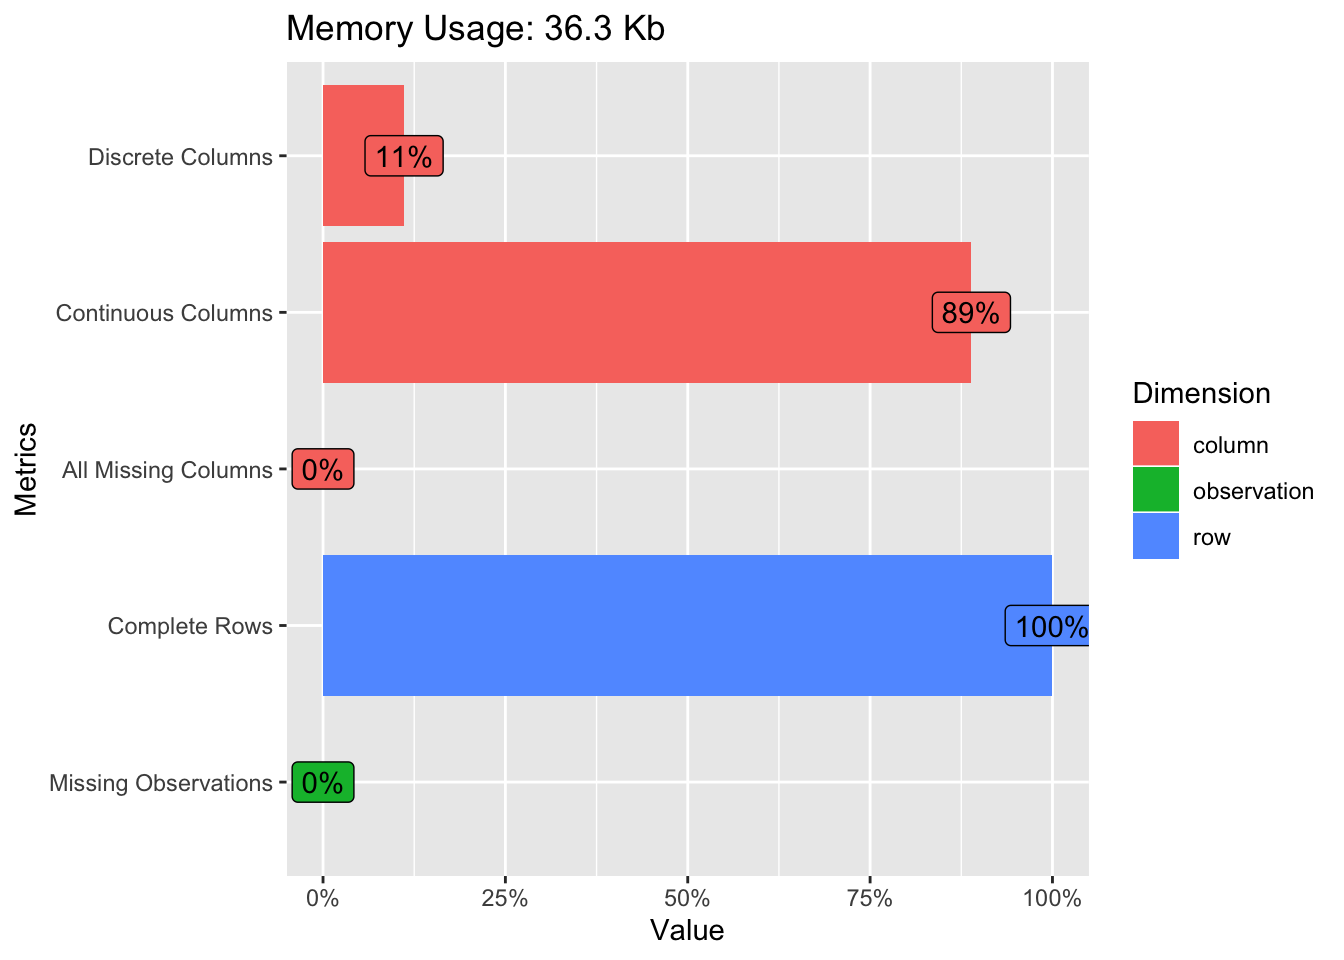 Memory Usage: 36.3 Kb
Discrete Columns
11%
Continuous Columns
89%
All Missing Columns
0%
Complete Rows
100%
Missing Observations
0%
Metrics
0%
25%
50%
75%
100%
Value
Dimension
column
observation
row